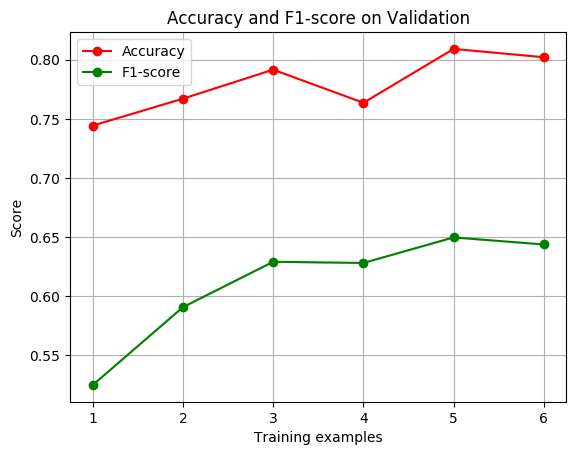 Accuracy and F1-score on Validation
Accuracy
F1-score
0.80
0.75
0.70
0.65
0.60
0.55
Score
1 2 3 4 5 6
Training examples